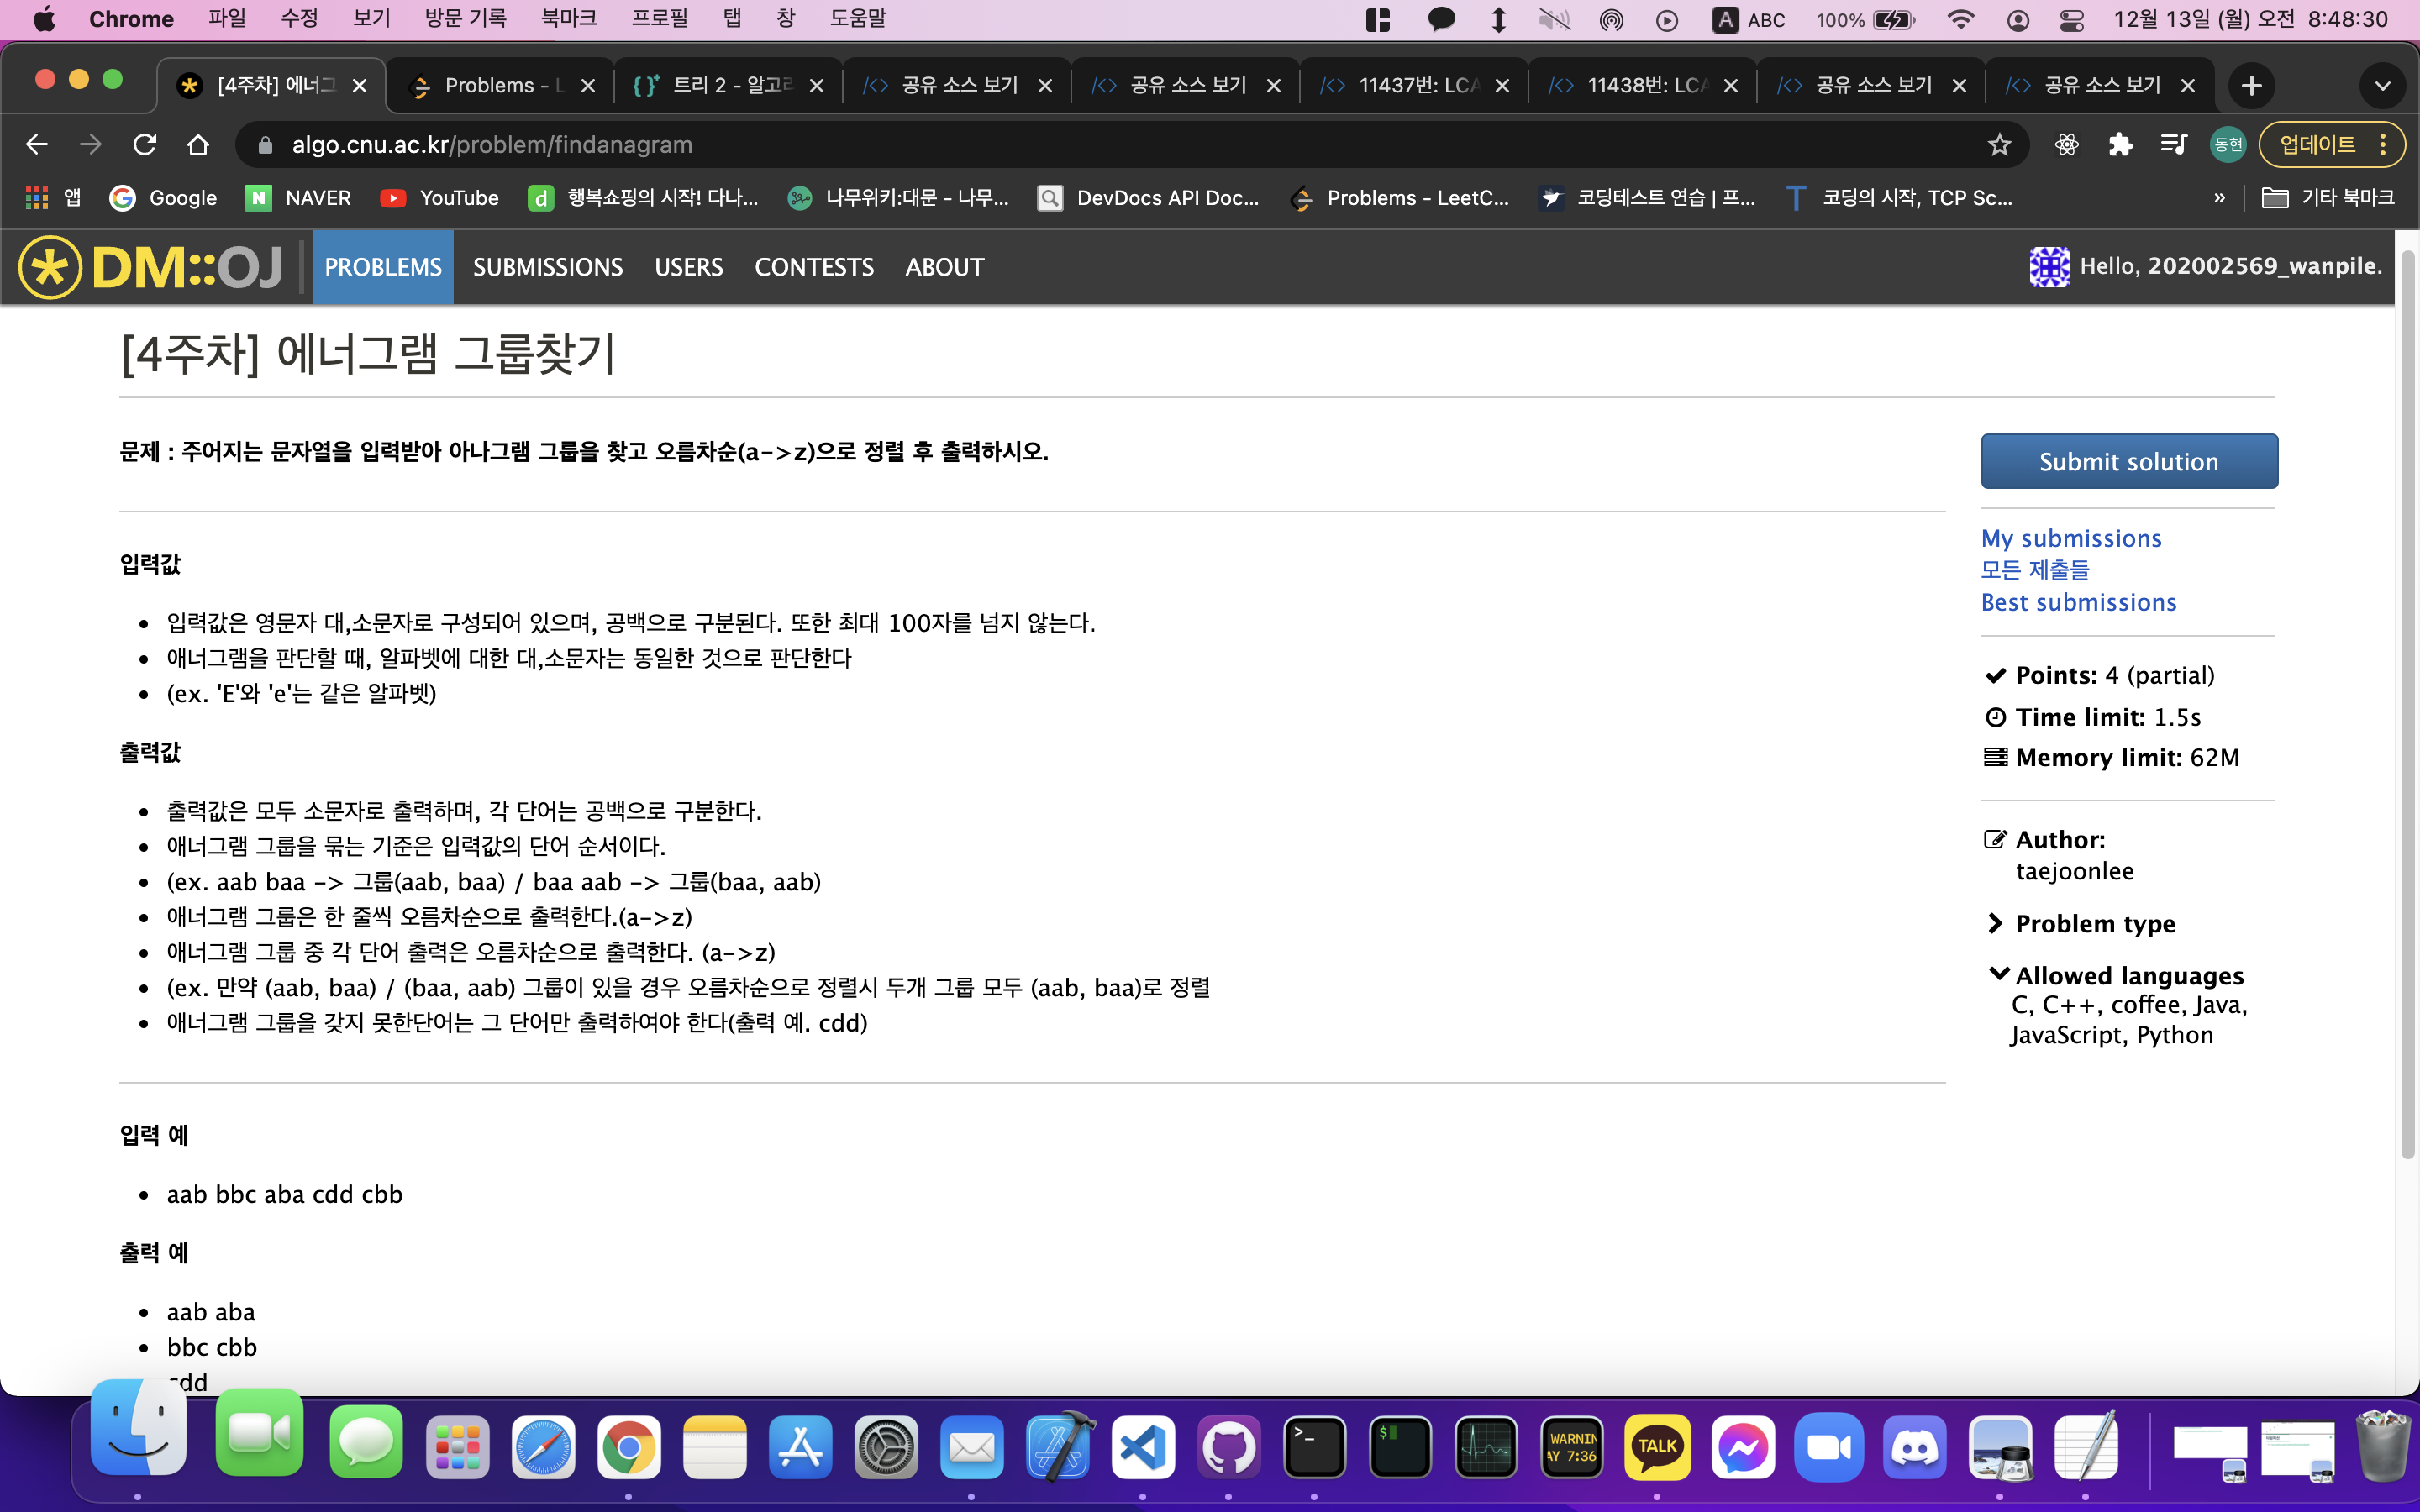 Chrome 파일 수정 보기 방문 기록 북마크 프로필 탭 창 도움말 A ABC 100% 12월 13일 (월) 오전 8:48:30
[4주차] 에너그 Problems - L 트리 2 - 알고리 공유 소스 보기 공유 소스 보기 11437번: LCA 11438번: LCA 공유 소스 보기 공유 소스 보기
algo.cnu.ac.kr/problem/findanagram 동현 업데이트
앱 Google NAVER YouTube 행복쇼핑의 시작! 다나... 나무위키:대문 - 나무... DevDocs API Doc... Problems - LeetC... 코딩테스트 연습 | 프... 코딩의 시작, TCP Sc... » 기타 북마크
DM::OJ PROBLEMS SUBMISSIONS USERS CONTESTS ABOUT Hello, 202002569_wanpile.
[4주차] 에너그램 그룹찾기
문제 : 주어지는 문자열을 입력받아 아나그램 그룹을 찾고 오름차순(a->z)으로 정렬 후 출력하시오.
입력값
입력값은 영문자 대,소문자로 구성되어 있으며, 공백으로 구분된다. 또한 최대 100자를 넘지 않는다.
애너그램을 판단할 때, 알파벳에 대한 대,소문자는 동일한 것으로 판단한다
(ex. 'E'와 'e'는 같은 알파벳)
출력값
출력값은 모두 소문자로 출력하며, 각 단어는 공백으로 구분한다.
애너그램 그룹을 묶는 기준은 입력값의 단어 순서이다.
(ex. aab baa -> 그룹(aab, baa) / baa aab -> 그룹(baa, aab)
애너그램 그룹은 한 줄씩 오름차순으로 출력한다.(a->z)
애너그램 그룹 중 각 단어 출력은 오름차순으로 출력한다. (a->z)
(ex. 만약 (aab, baa) / (baa, aab) 그룹이 있을 경우 오름차순으로 정렬시 두개 그룹 모두 (aab, baa)로 정렬
애너그램 그룹을 갖지 못한단어는 그 단어만 출력하여야 한다(출력 예. cdd)
입력 예
aab bbc aba cdd cbb
출력 예
aab aba
bbc cbb
cdd
Submit solution
My submissions
모든 제출들
Best submissions
Points: 4 (partial)
Time limit: 1.5s
Memory limit: 62M
Author:
taejoonlee
Problem type
Allowed languages
C, C++, coffee, Java,
JavaScript, Python
WARNIN
AY 7:36
TALK